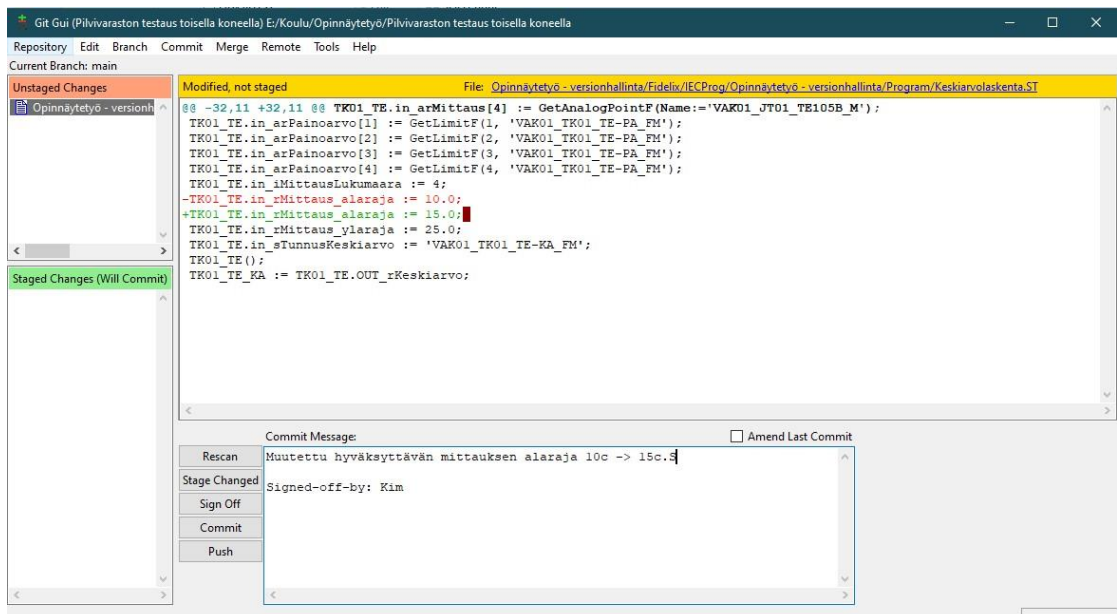 Git Gui (Pilvivaraston testaus toisella koneella) E:/Koulu/Opinnäytetyö/Pilvivaraston testaus toisella koneella
Repository Edit Branch Commit Merge Remote Tools Help
Current Branch: main
Unstaged Changes
Opinnäytetyö - versionh
Staged Changes (Will Commit)
Modified, not staged File: Opinnäytetyö - versionhallinta/Fidelix/IECProg/Opinnäytetyö - versionhallinta/Program/Keskiarvolaskenta.ST
@@ -32,11 +32,11 @@ TK01_TE.in_arMittaus[4] := GetAnalogPointF(Name:='VAK01_JT01_TE105B_M');
TK01_TE.in_arPainoarvo[1] := GetLimitF(1, 'VAK01_TK01_TE-PA_FM');
TK01_TE.in_arPainoarvo[2] := GetLimitF(2, 'VAK01_TK01_TE-PA_FM');
TK01_TE.in_arPainoarvo[3] := GetLimitF(3, 'VAK01_TK01_TE-PA_FM');
TK01_TE.in_arPainoarvo[4] := GetLimitF(4, 'VAK01_TK01_TE-PA_FM');
TK01_TE.in_iMittausLukumaara := 4;
-TK01_TE.in_rMittaus_alaraja := 10.0;
+TK01_TE.in_rMittaus_alaraja := 15.0;
TK01_TE.in_rMittaus_ylaraja := 25.0;
TK01_TE.in_sTunnusKeskiarvo := 'VAK01_TK01_TE-KA_FM';
TK01_TE();
TK01_TE_KA := TK01_TE.OUT_rKeskiarvo;
Commit Message: Amend Last Commit
Rescan
Stage Changed
Sign Off
Commit
Push
Muutettu hyväksyttävän mittauksen alaraja 10c -> 15c.S
Signed-off-by: Kim